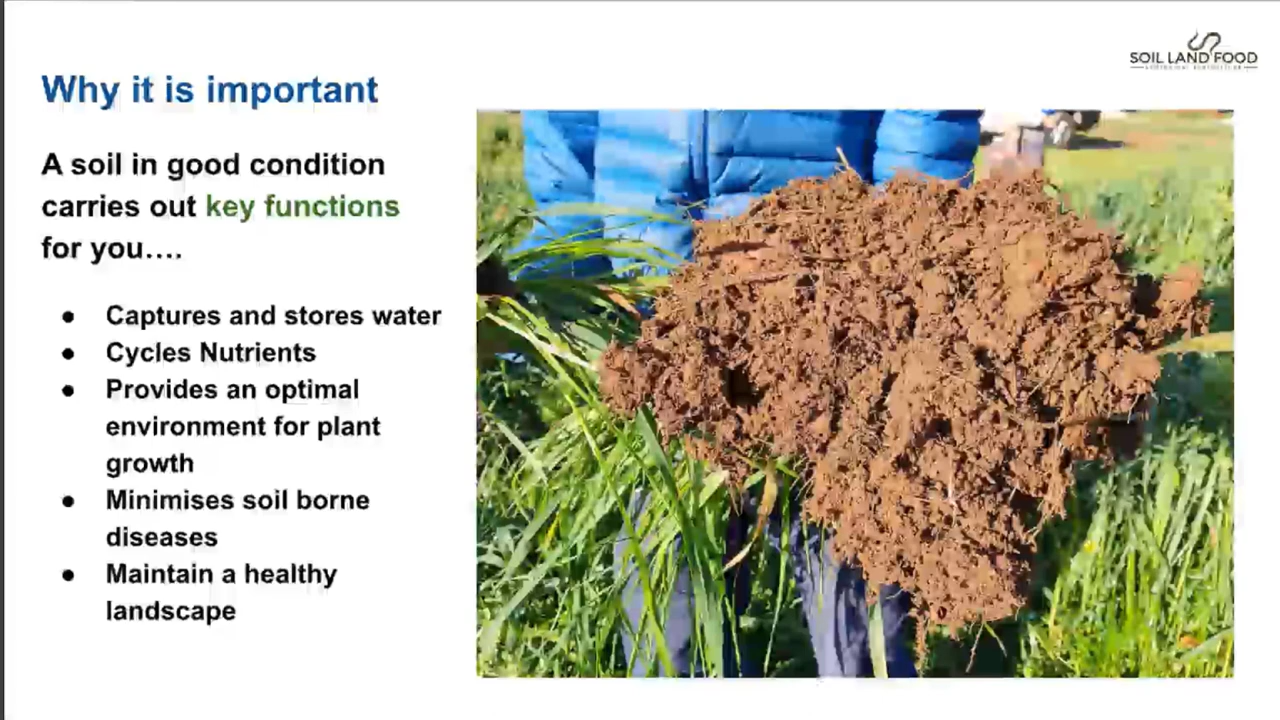 SOIL LAND FOOD
Why it is important
A soil in good condition
carries out key functions
for you….
● Captures and stores water
● Cycles Nutrients
● Provides an optimal
environment for plant
growth
● Minimises soil borne
diseases
● Maintain a healthy
landscape